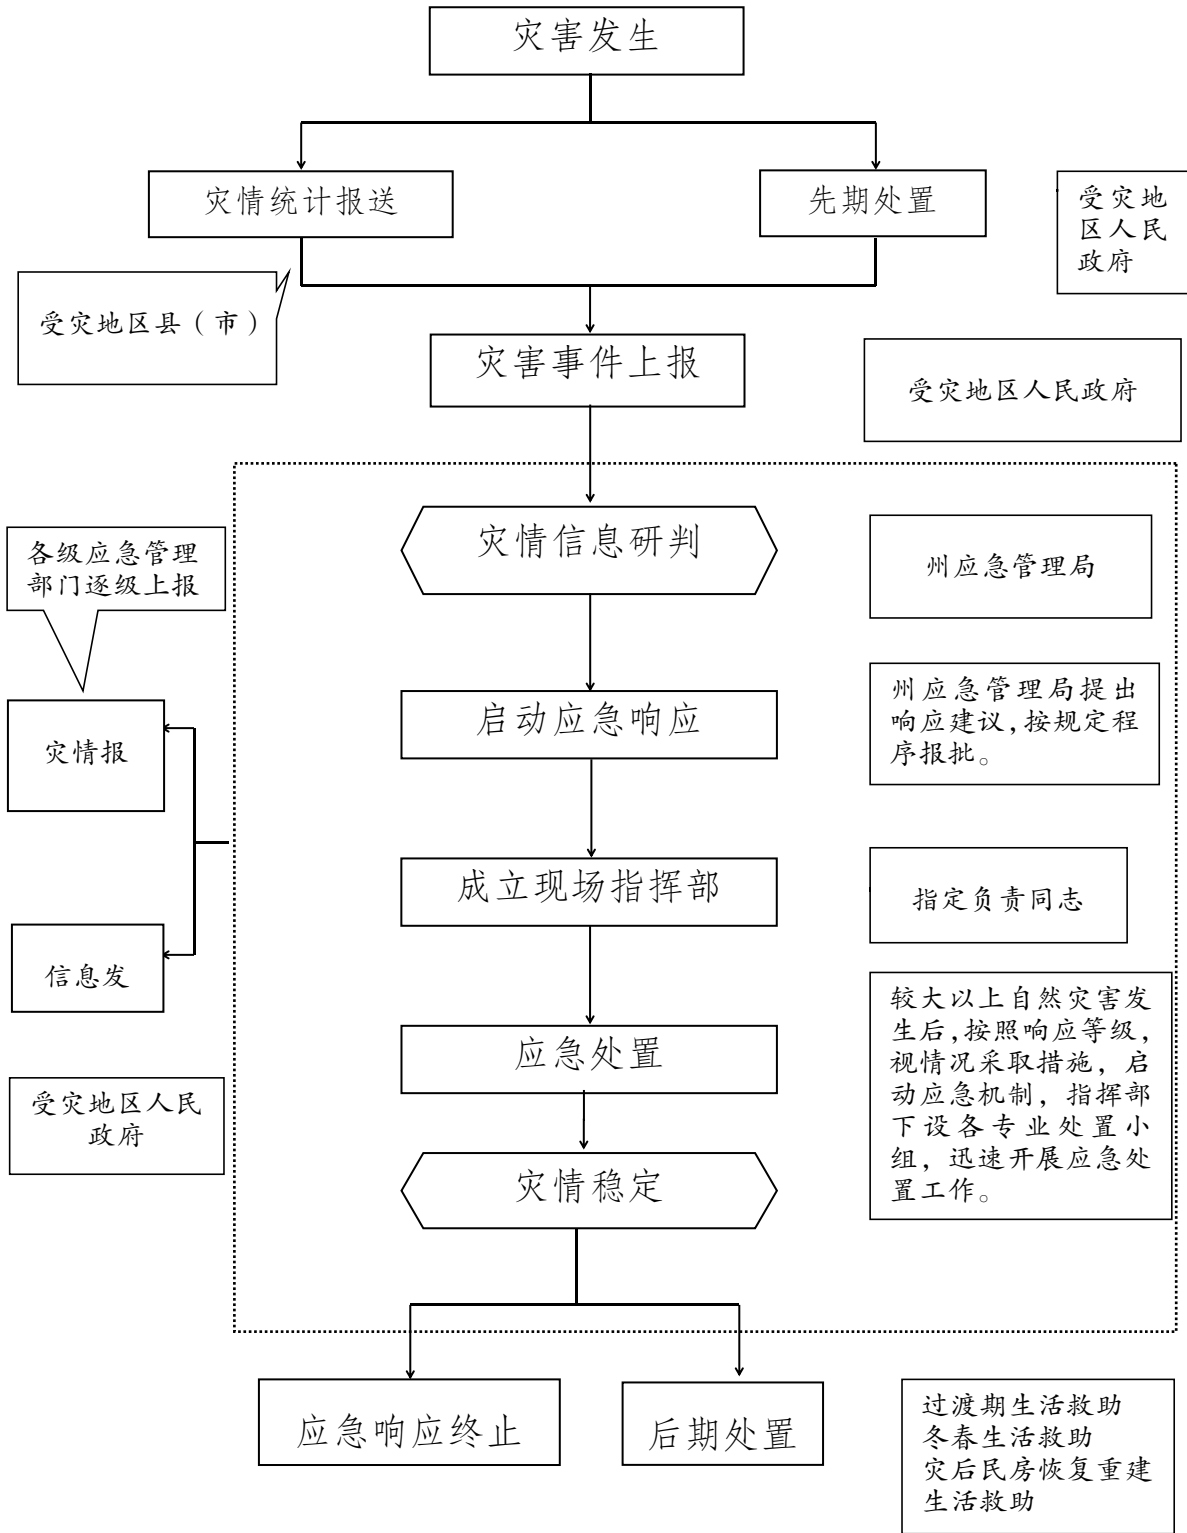 灾害发生
灾情统计报送
先期处置
受灾地
区人民
政府
受灾地区县（市）
灾害事件上报
受灾地区人民政府
灾情信息研判
各级应急管理
部门逐级上报
州应急管理局
启动应急响应
州应急管理局提出
响应建议,按规定程
序报批。
灾情报
成立现场指挥部
指定负责同志
信息发
应急处置
较大以上自然灾害发
生后,按照响应等级,
视情况采取措施，启
动应急机制，指挥部
下设各专业处置小
组，迅速开展应急处
置工作。
受灾地区人民
政府
灾情稳定
应急响应终止
后期处置
过渡期生活救助
冬春生活救助
灾后民房恢复重建
生活救助